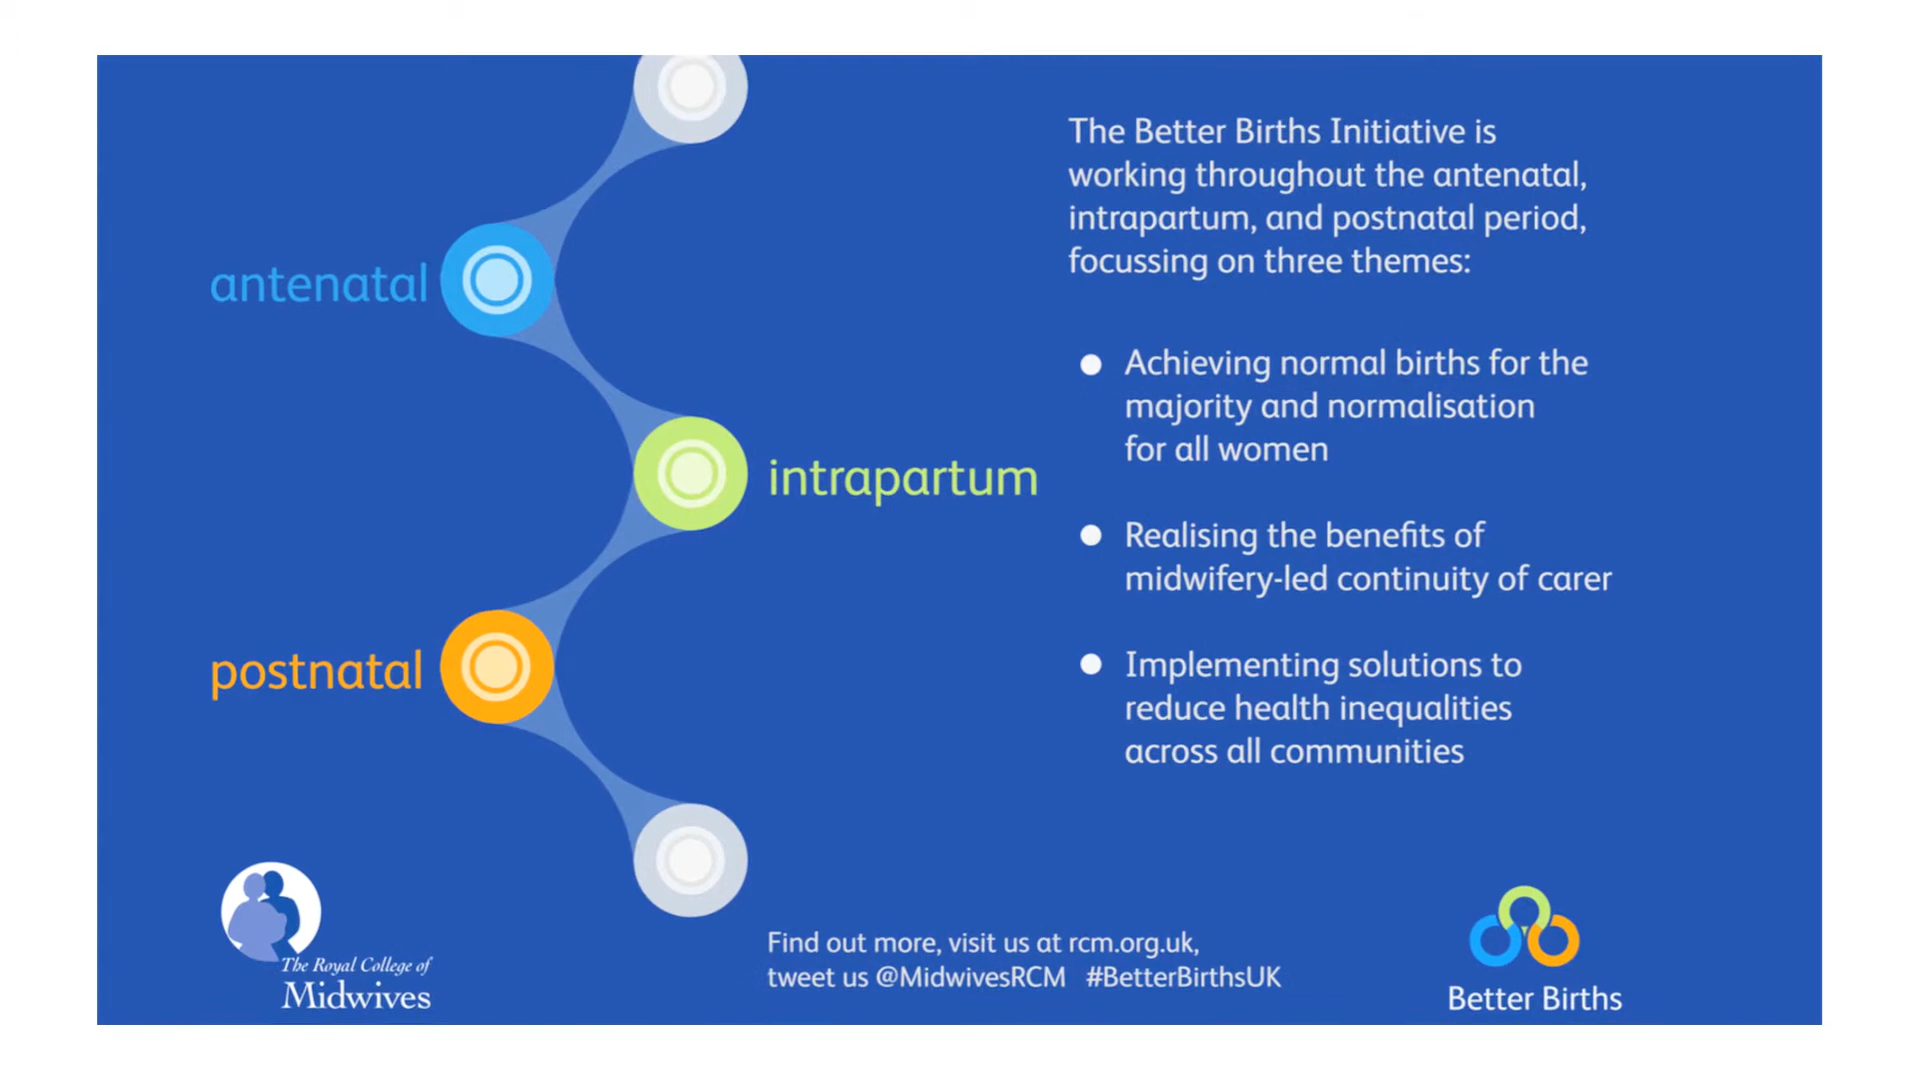 antenatal
intrapartum
postnatal
The Better Births Initiative is
working throughout the antenatal,
intrapartum, and postnatal period,
focussing on three themes:
● Achieving normal births for the
majority and normalisation
for all women
● Realising the benefits of
midwifery-led continuity of carer
● Implementing solutions to
reduce health inequalities
across all communities
The Royal College of
Midwives
Find out more, visit us at rcm.org.uk,
tweet us @MidwivesRCM #BetterBirthsUK
Better Births